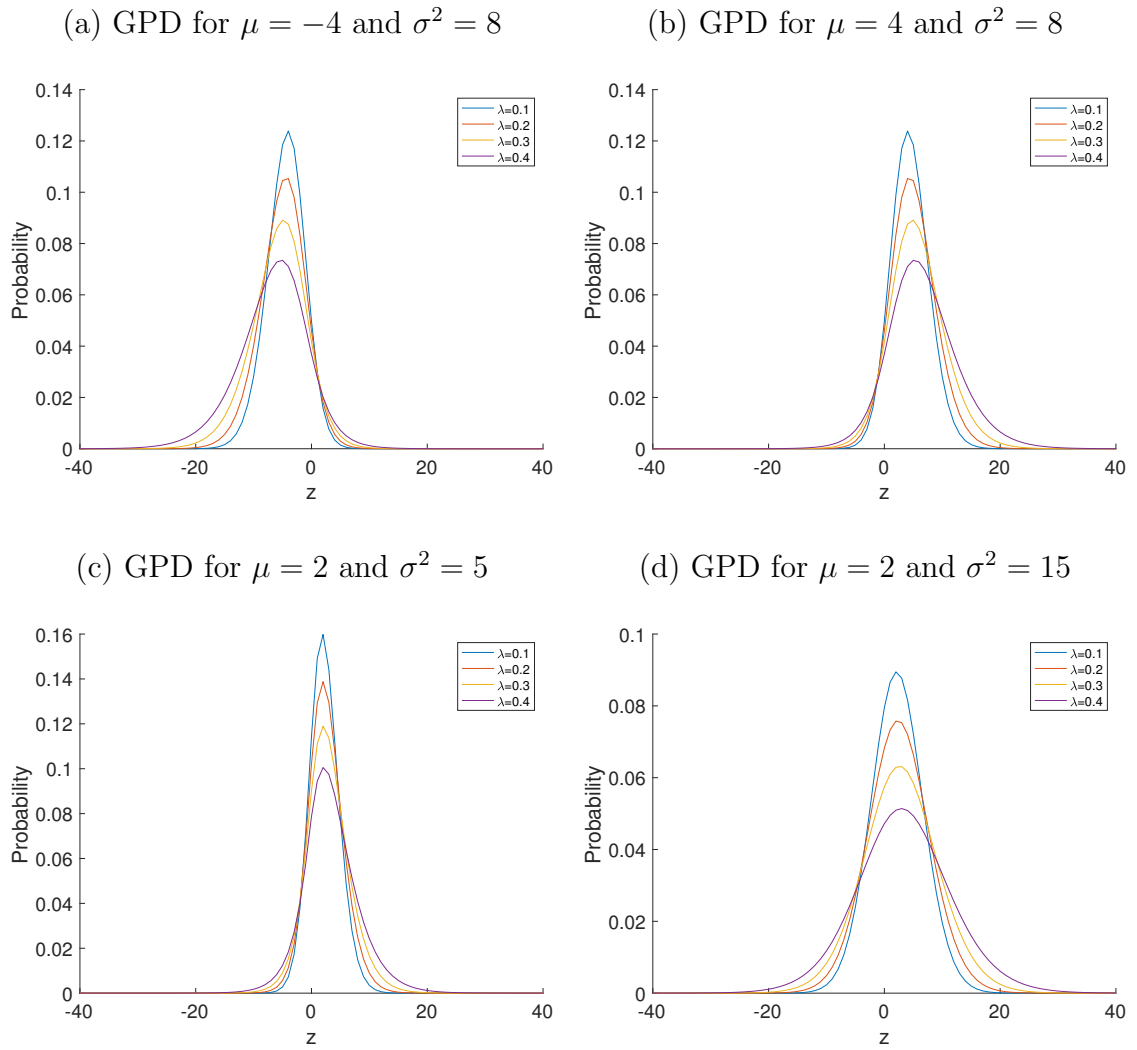 (a) GPD for μ = −4 and σ² = 8
0.14
0.12
0.1
0.08
0.06
0.04
0.02
0
Probability
λ=0.1
λ=0.2
λ=0.3
λ=0.4
-40
-20
0
20
40
z
(b) GPD for μ = 4 and σ² = 8
0.14
0.12
0.1
0.08
0.06
0.04
0.02
0
Probability
λ=0.1
λ=0.2
λ=0.3
λ=0.4
-40
-20
0
20
40
z
(c) GPD for μ = 2 and σ² = 5
0.16
0.14
0.12
0.1
0.08
0.06
0.04
0.02
0
Probability
λ=0.1
λ=0.2
λ=0.3
λ=0.4
-40
-20
0
20
40
z
(d) GPD for μ = 2 and σ² = 15
0.1
0.08
0.06
0.04
0.02
0
Probability
λ=0.1
λ=0.2
λ=0.3
λ=0.4
-40
-20
0
20
40
z